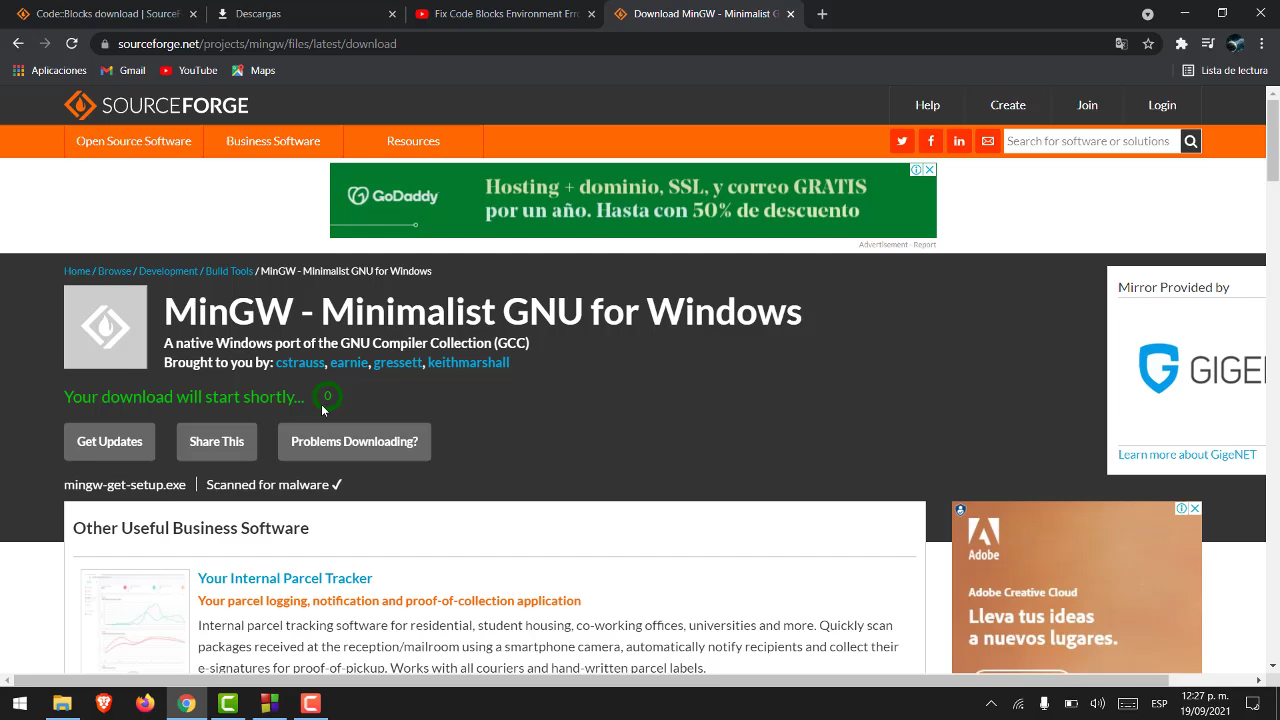 Code::blocks | SourceForge
Descargas
Fix Code Blocks Environment Erro
Download MinGW - Minimalist G
sourceforge.net/projects/mingw/files/latest/download
Aplicaciones
Gmail
YouTube
Maps
Lista de lectura
SOURCEFORGE
Help
Create
Join
Login
Open Source Software
Business Software
Resources
Search for software or solutions
GoDaddy
Hosting + dominio, SSL, y correo GRATIS
por un año. Hasta con 50% de descuento
Advertisement - Report
Home / Browse / Development / Build Tools / MinGW - Minimalist GNU for Windows
MinGW - Minimalist GNU for Windows
A native Windows port of the GNU Compiler Collection (GCC)
Brought to you by: cstrauss, earnie, gressett, keithmarshall
Your download will start shortly... 0
Get Updates
Share This
Problems Downloading?
mingw-get-setup.exe
Scanned for malware ✓
Mirror Provided by
GIGE
Learn more about GigeNET
Other Useful Business Software
Your Internal Parcel Tracker
Your parcel logging, notification and proof-of-collection application
Internal parcel tracking software for residential, student housing, co-working offices, universities and more. Quickly scan
packages received at the reception/mailroom using a smartphone camera, automatically notify recipients and collect their
e-signatures for proof-of-pickup. Works with all couriers and hand-written parcel labels.
Adobe
Adobe Creative Cloud
Lleva tus ideas
a nuevos lugares.
ESP
12:27 p. m.
19/09/2021